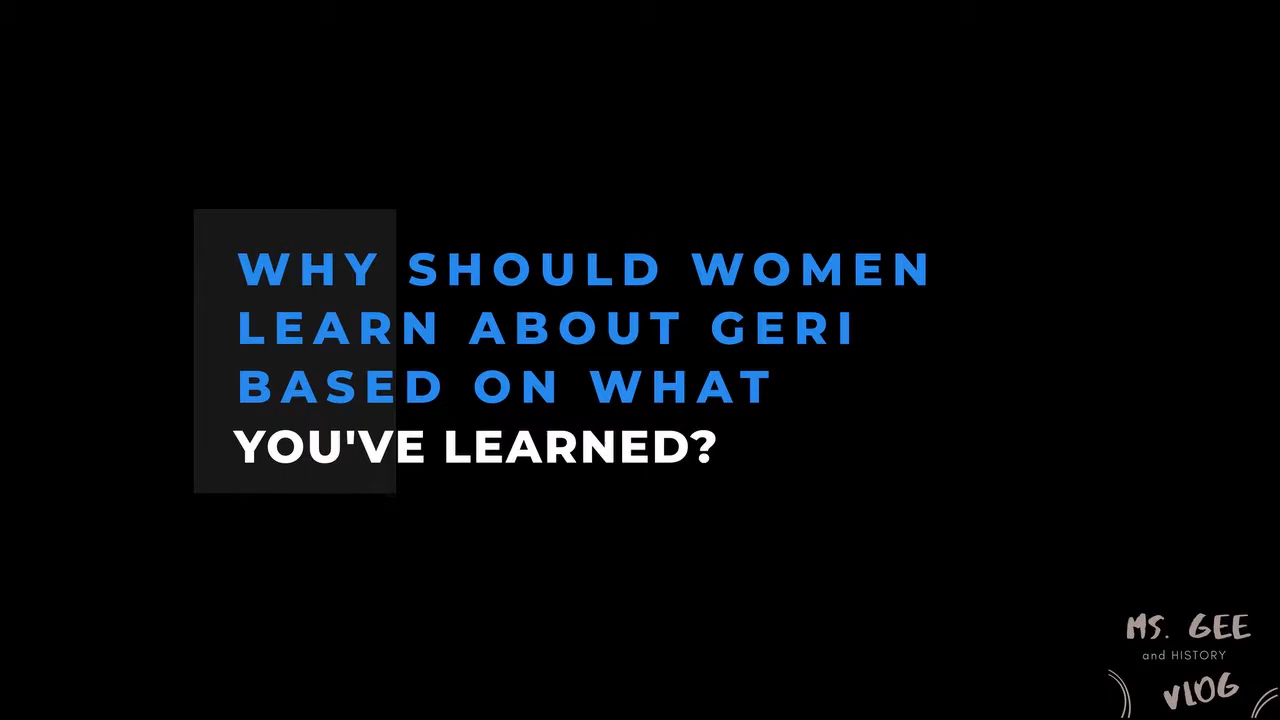 WHY SHOULD WOMEN
LEARN ABOUT GERI
BASED ON WHAT
YOU'VE LEARNED?
MS. GEE
and HISTORY
VLOG